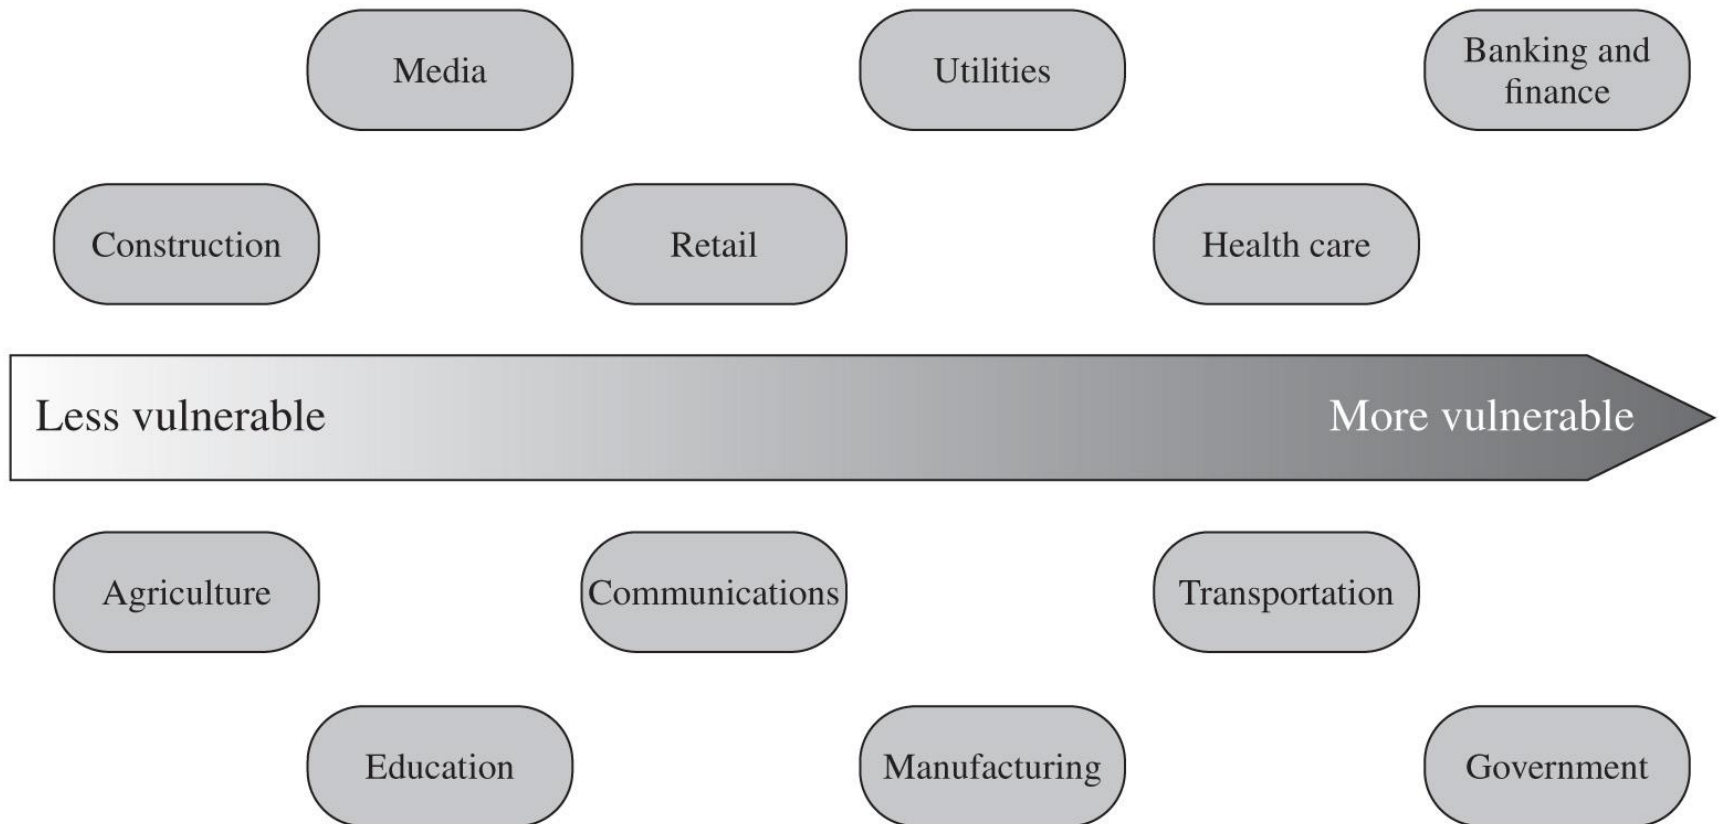 Media
Utilities
Banking and
finance
Construction
Retail
Health care
Less vulnerable
More vulnerable
Agriculture
Communications
Transportation
Education
Manufacturing
Government